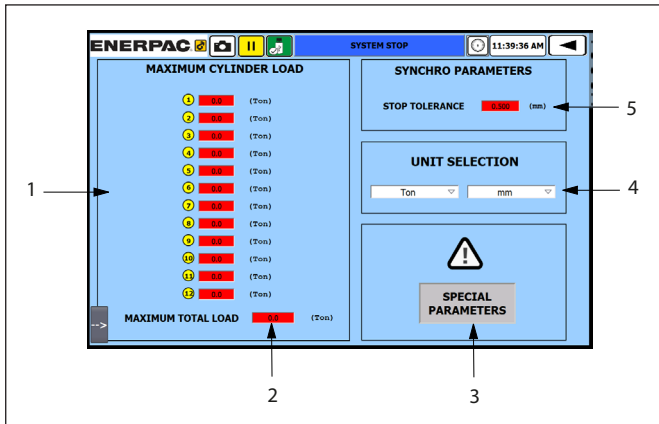 ENERPAC SYSTEM STOP 11:39:36 AM
MAXIMUM CYLINDER LOAD
1 0.0 (Ton)
2 0.0 (Ton)
3 0.0 (Ton)
4 0.0 (Ton)
5 0.0 (Ton)
6 0.0 (Ton)
7 0.0 (Ton)
8 0.0 (Ton)
9 0.0 (Ton)
10 0.0 (Ton)
11 0.0 (Ton)
12 0.0 (Ton)
--> MAXIMUM TOTAL LOAD 0.0 (Ton)
SYNCHRO PARAMETERS
STOP TOLERANCE 0.500 (mm)
UNIT SELECTION
Ton mm
SPECIAL
PARAMETERS
1
2
3
4
5